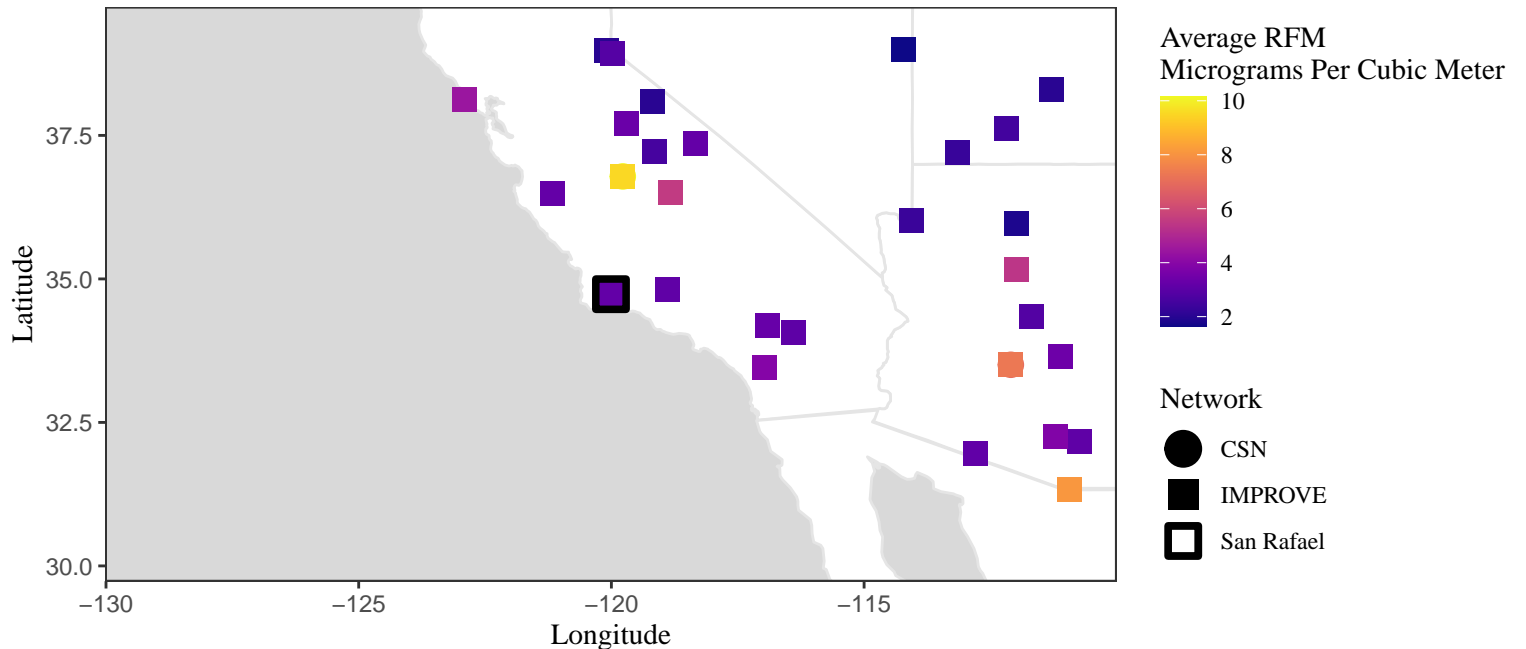 Average RFM
Micrograms Per Cubic Meter
10
8
6
4
2
Network
CSN
IMPROVE
San Rafael
Latitude
37.5
35.0
32.5
30.0
−130
−125
−120
−115
Longitude